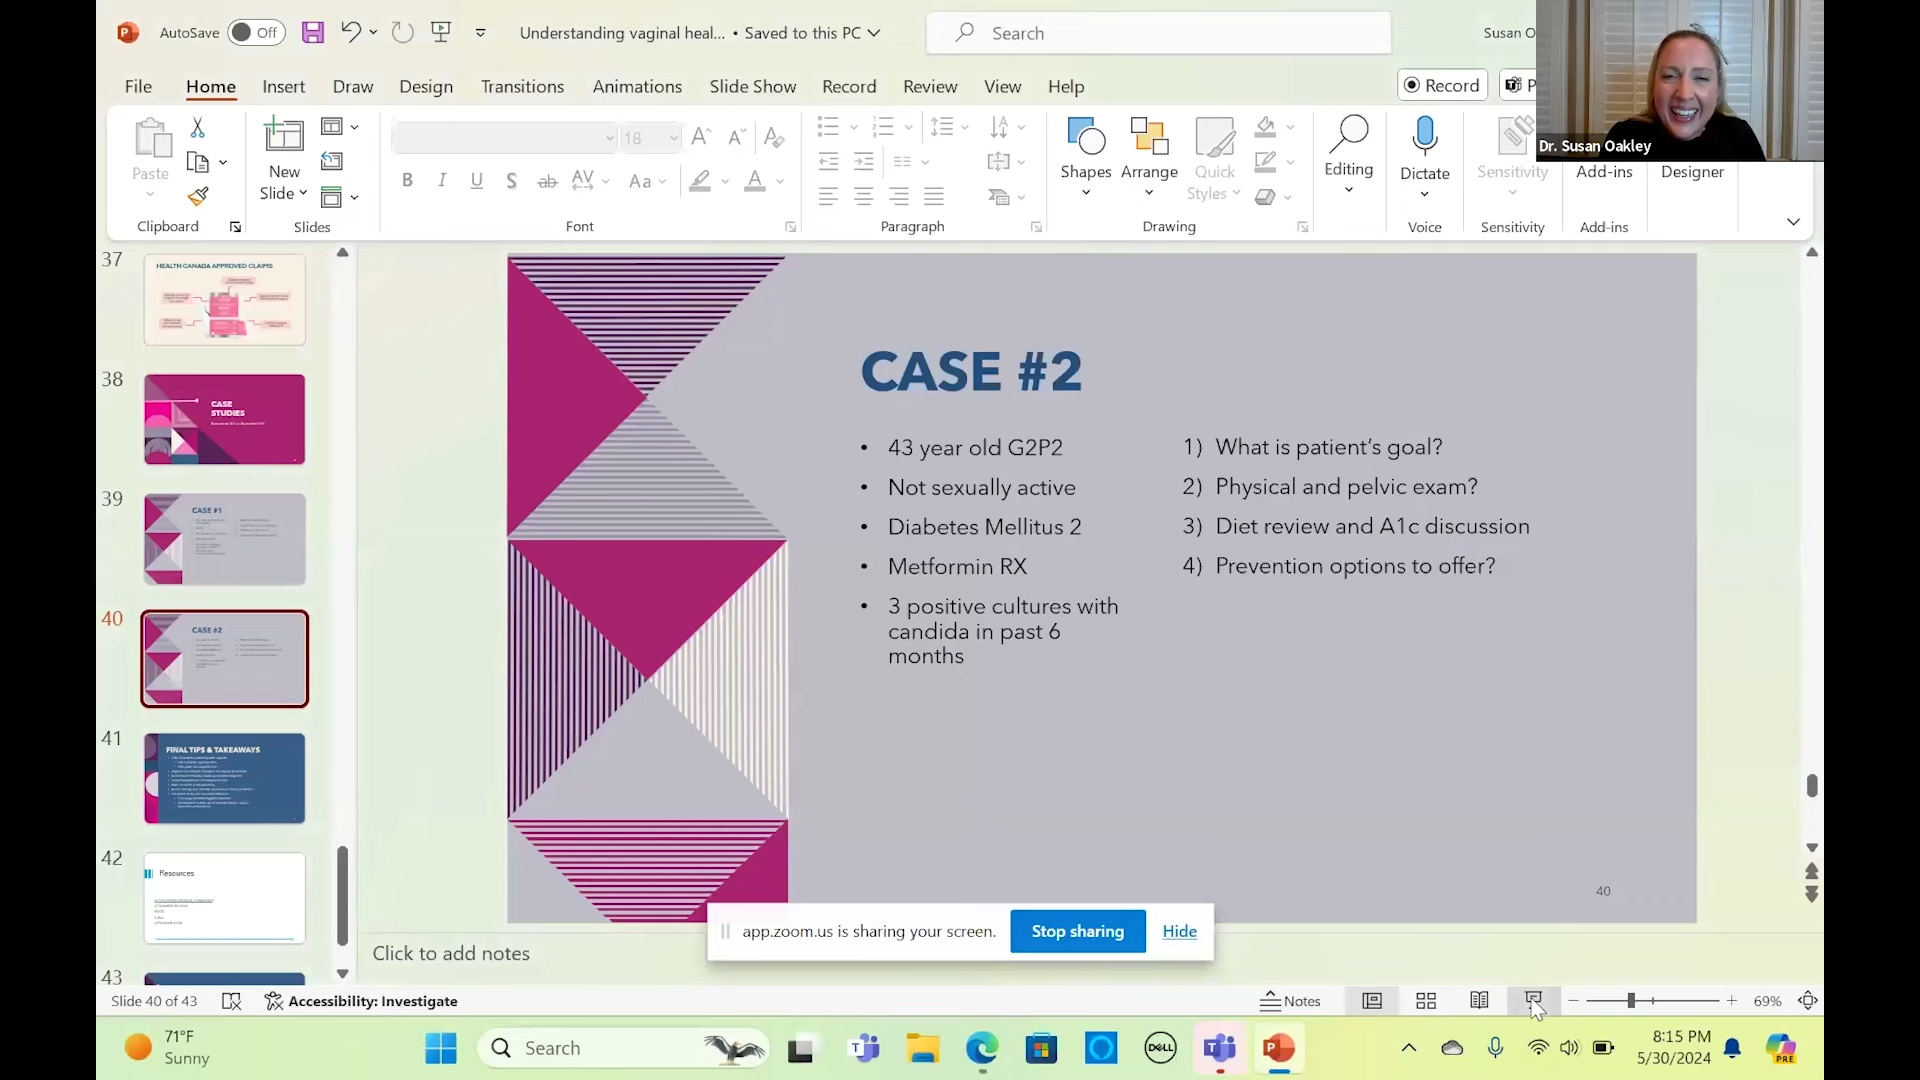 AutoSave Off
Understanding vaginal heal... • Saved to this PC
Search
Susan O
Dr. Susan Oakley
File Home Insert Draw Design Transitions Animations Slide Show Record Review View Help
Record
P
Paste
New
Slide
18
B I U S ab AV Aa A
Shapes
Arrange
Quick
Styles
Editing
Dictate
Sensitivity
Add-ins
Designer
Clipboard
Slides
Font
Paragraph
Drawing
Voice
Sensitivity
Add-ins
37
HEALTH CANADA APPROVED CLAIMS
38
CASE
STUDIES
39
CASE #1
40
CASE #2
41
FINAL TIPS & TAKEAWAYS
42
Resources
43
CASE #2
• 43 year old G2P2
• Not sexually active
• Diabetes Mellitus 2
• Metformin RX
• 3 positive cultures with
candida in past 6
months
1) What is patient’s goal?
2) Physical and pelvic exam?
3) Diet review and A1c discussion
4) Prevention options to offer?
40
app.zoom.us is sharing your screen.
Stop sharing
Hide
Click to add notes
Slide 40 of 43
Accessibility: Investigate
Notes
69%
71°F
Sunny
Search
DELL
8:15 PM
5/30/2024
PRE